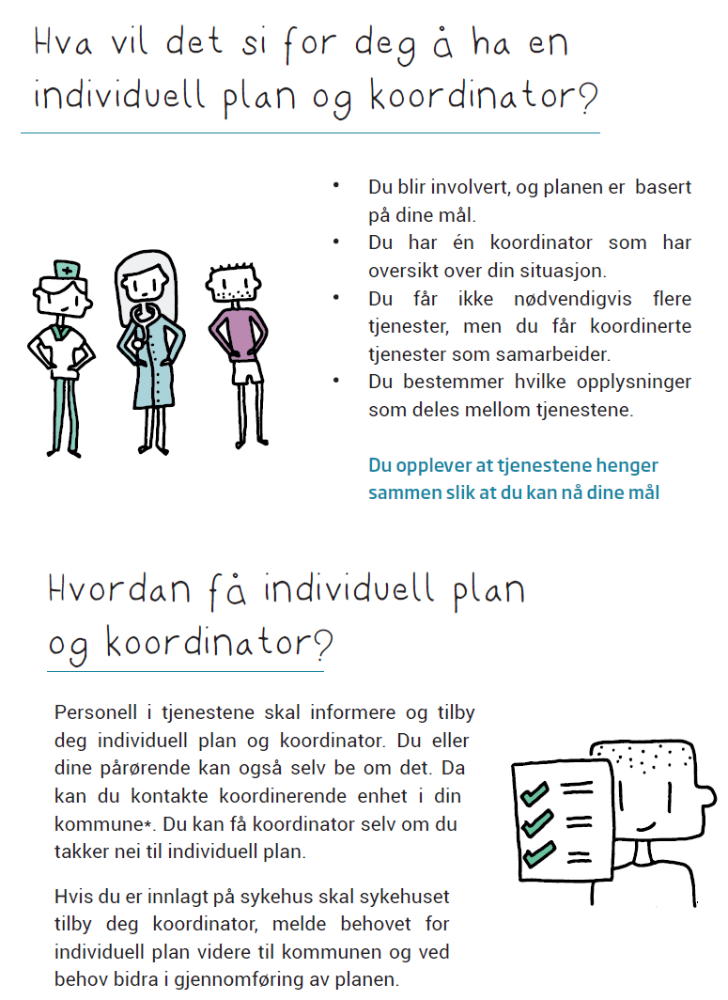 Hva vil det si for deg å ha en
individuell plan og koordinator?
• Du blir involvert, og planen er basert
på dine mål.
• Du har én koordinator som har
oversikt over din situasjon.
• Du får ikke nødvendigvis flere
tjenester, men du får koordinerte
tjenester som samarbeider.
• Du bestemmer hvilke opplysninger
som deles mellom tjenestene.
Du opplever at tjenestene henger
sammen slik at du kan nå dine mål
Hvordan få individuell plan
og koordinator?
Personell i tjenestene skal informere og tilby
deg individuell plan og koordinator. Du eller
dine pårørende kan også selv be om det. Da
kan du kontakte koordinerende enhet i din
kommune*. Du kan få koordinator selv om du
takker nei til individuell plan.
Hvis du er innlagt på sykehus skal sykehuset
tilby deg koordinator, melde behovet for
individuell plan videre til kommunen og ved
behov bidra i gjennomføring av planen.